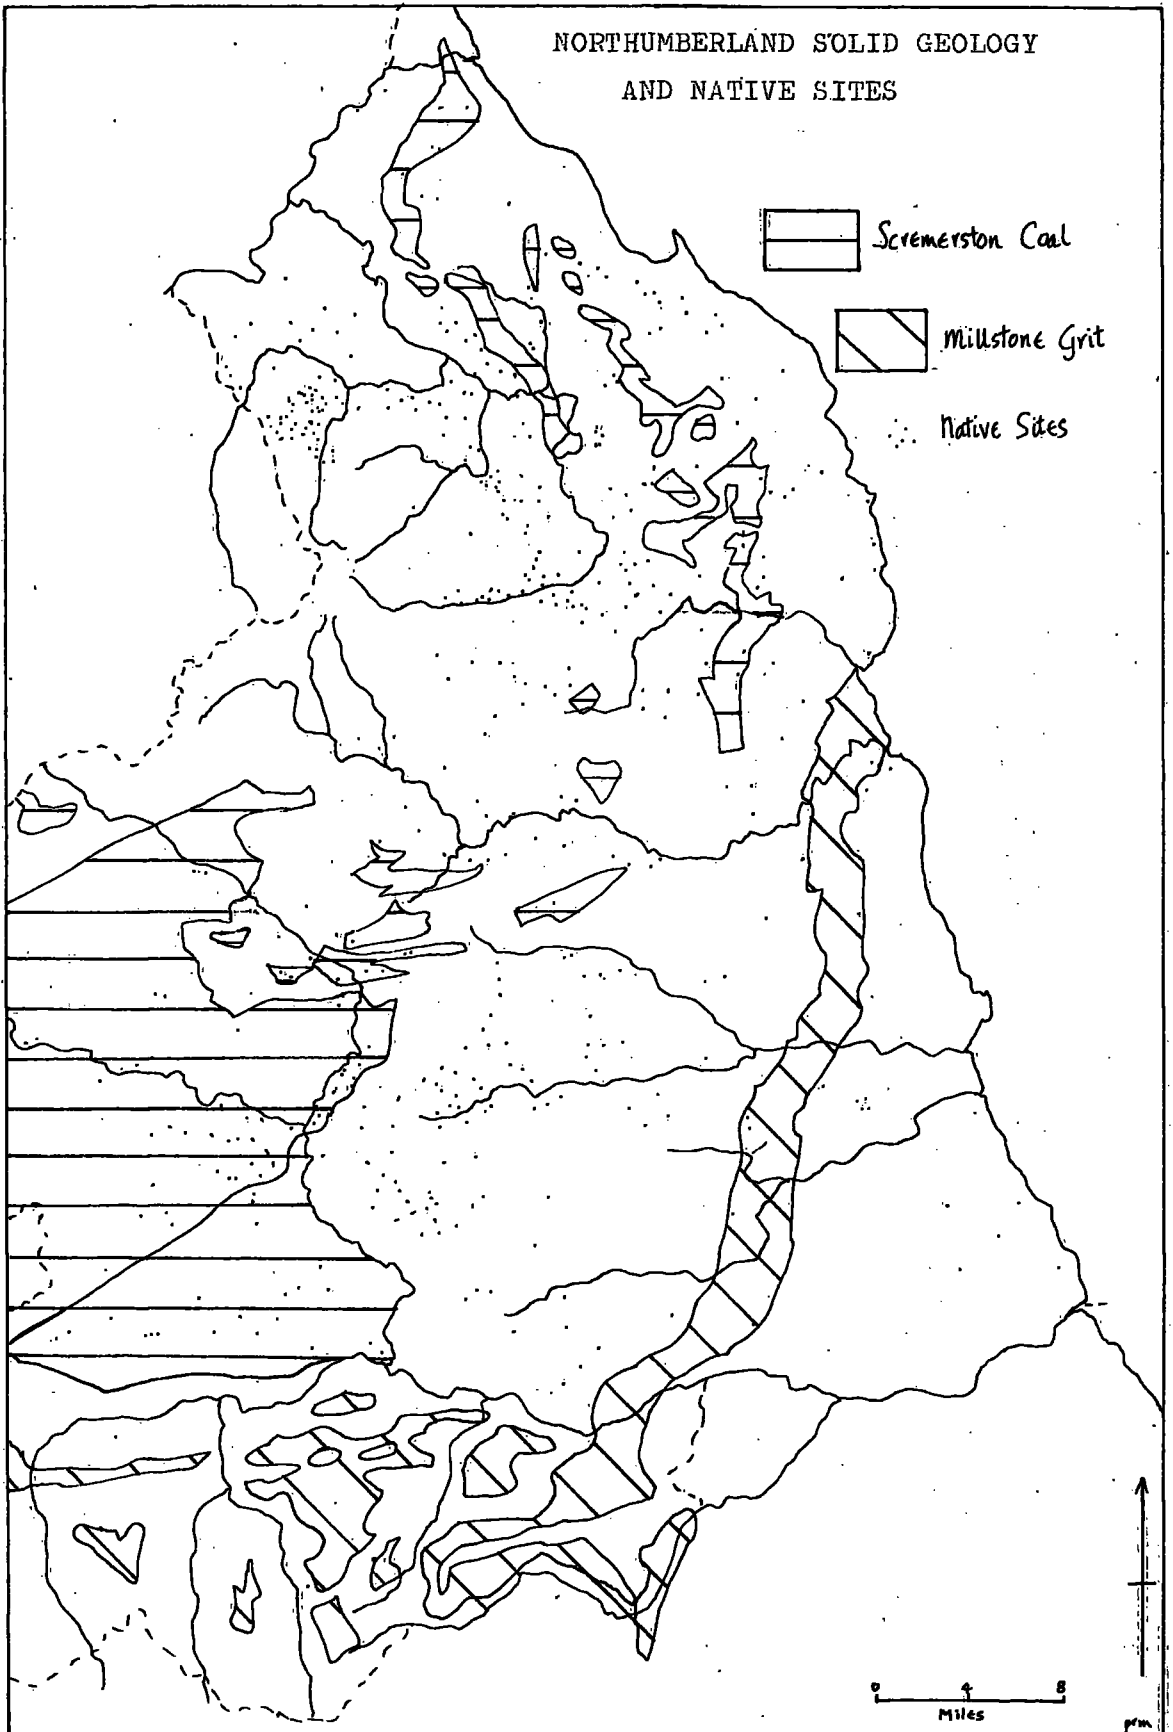 NORTHUMBERLAND SOLID GEOLOGY
AND NATIVE SITES
Scremerston Coal
Millstone Grit
Native Sites
0 4 8
Miles
prm